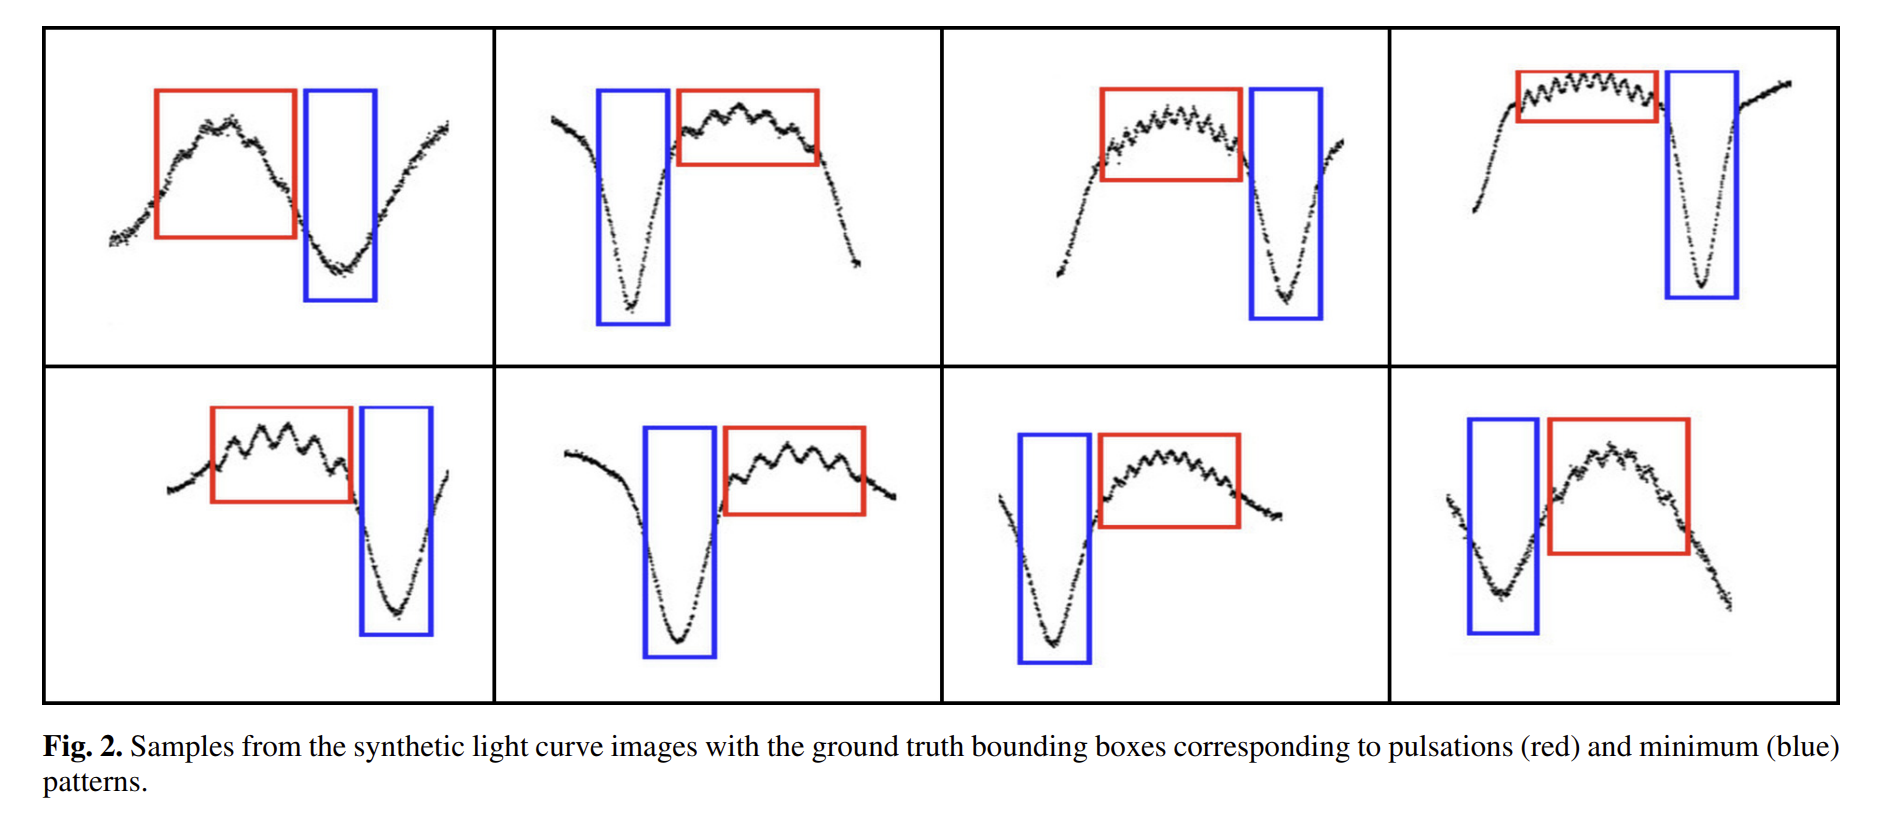 Fig. 2. Samples from the synthetic light curve images with the ground truth bounding boxes corresponding to pulsations (red) and minimum (blue)
patterns.